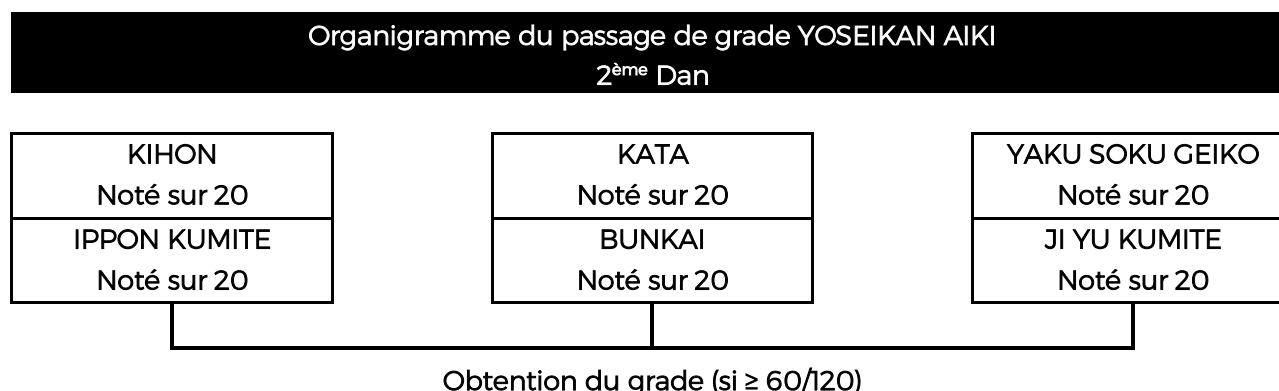 Organigramme du passage de grade YOSEIKAN AIKI
2ème Dan
KIHON
Noté sur 20
IPPON KUMITE
Noté sur 20
KATA
Noté sur 20
BUNKAI
Noté sur 20
YAKU SOKU GEIKO
Noté sur 20
JI YU KUMITE
Noté sur 20
Obtention du grade (si ≥ 60/120)